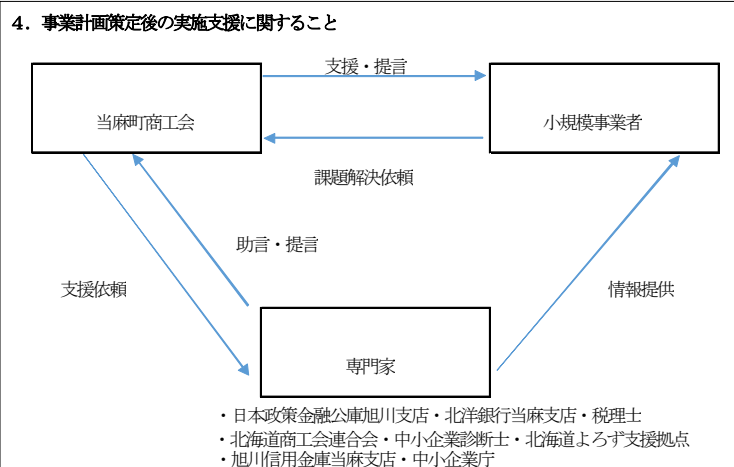 4．事業計画策定後の実施支援に関すること
支援・提言
当麻町商工会
小規模事業者
課題解決依頼
助言・提言
支援依頼
情報提供
専門家
・日本政策金融公庫旭川支店・北洋銀行当麻支店・税理士
・北海道商工会連合会・中小企業診断士・北海道よろず支援拠点
・旭川信用金庫当麻支店・中小企業庁